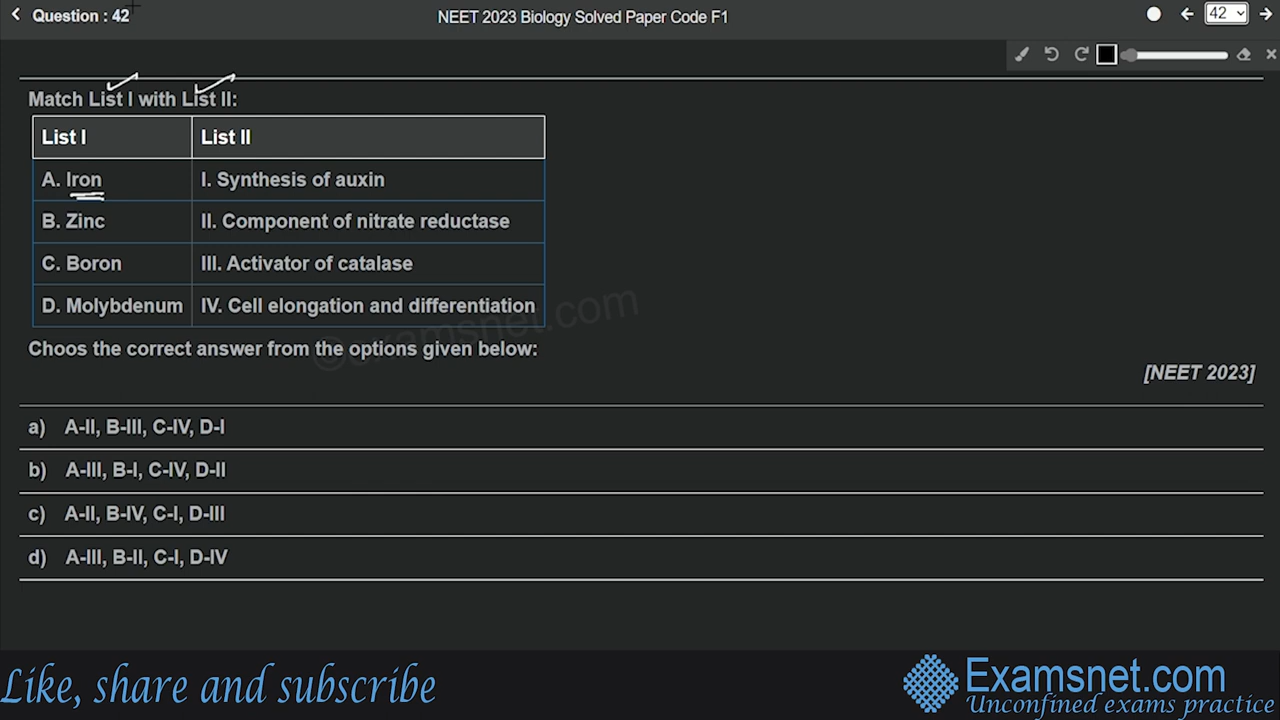 Question : 42
NEET 2023 Biology Solved Paper Code F1
42
Match List I with List II:
List I List II
A. Iron I. Synthesis of auxin
B. Zinc II. Component of nitrate reductase
C. Boron III. Activator of catalase
D. Molybdenum IV. Cell elongation and differentiation
©examsnet.com
Choos the correct answer from the options given below:
[NEET 2023]
a) A-II, B-III, C-IV, D-I
b) A-III, B-I, C-IV, D-II
c) A-II, B-IV, C-I, D-III
d) A-III, B-II, C-I, D-IV
Like, share and subscribe
Examsnet.com
Unconfined exams practice